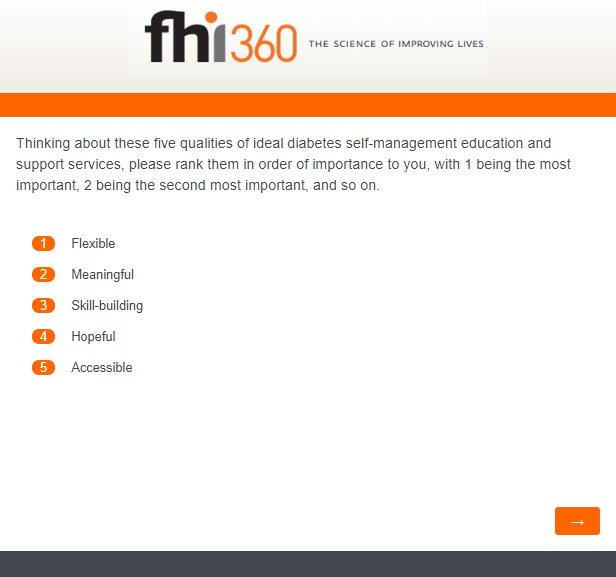 fhi360 THE SCIENCE OF IMPROVING LIVES
Thinking about these five qualities of ideal diabetes self-management education and
support services, please rank them in order of importance to you, with 1 being the most
important, 2 being the second most important, and so on.
1 Flexible
2 Meaningful
3 Skill-building
4 Hopeful
5 Accessible
→